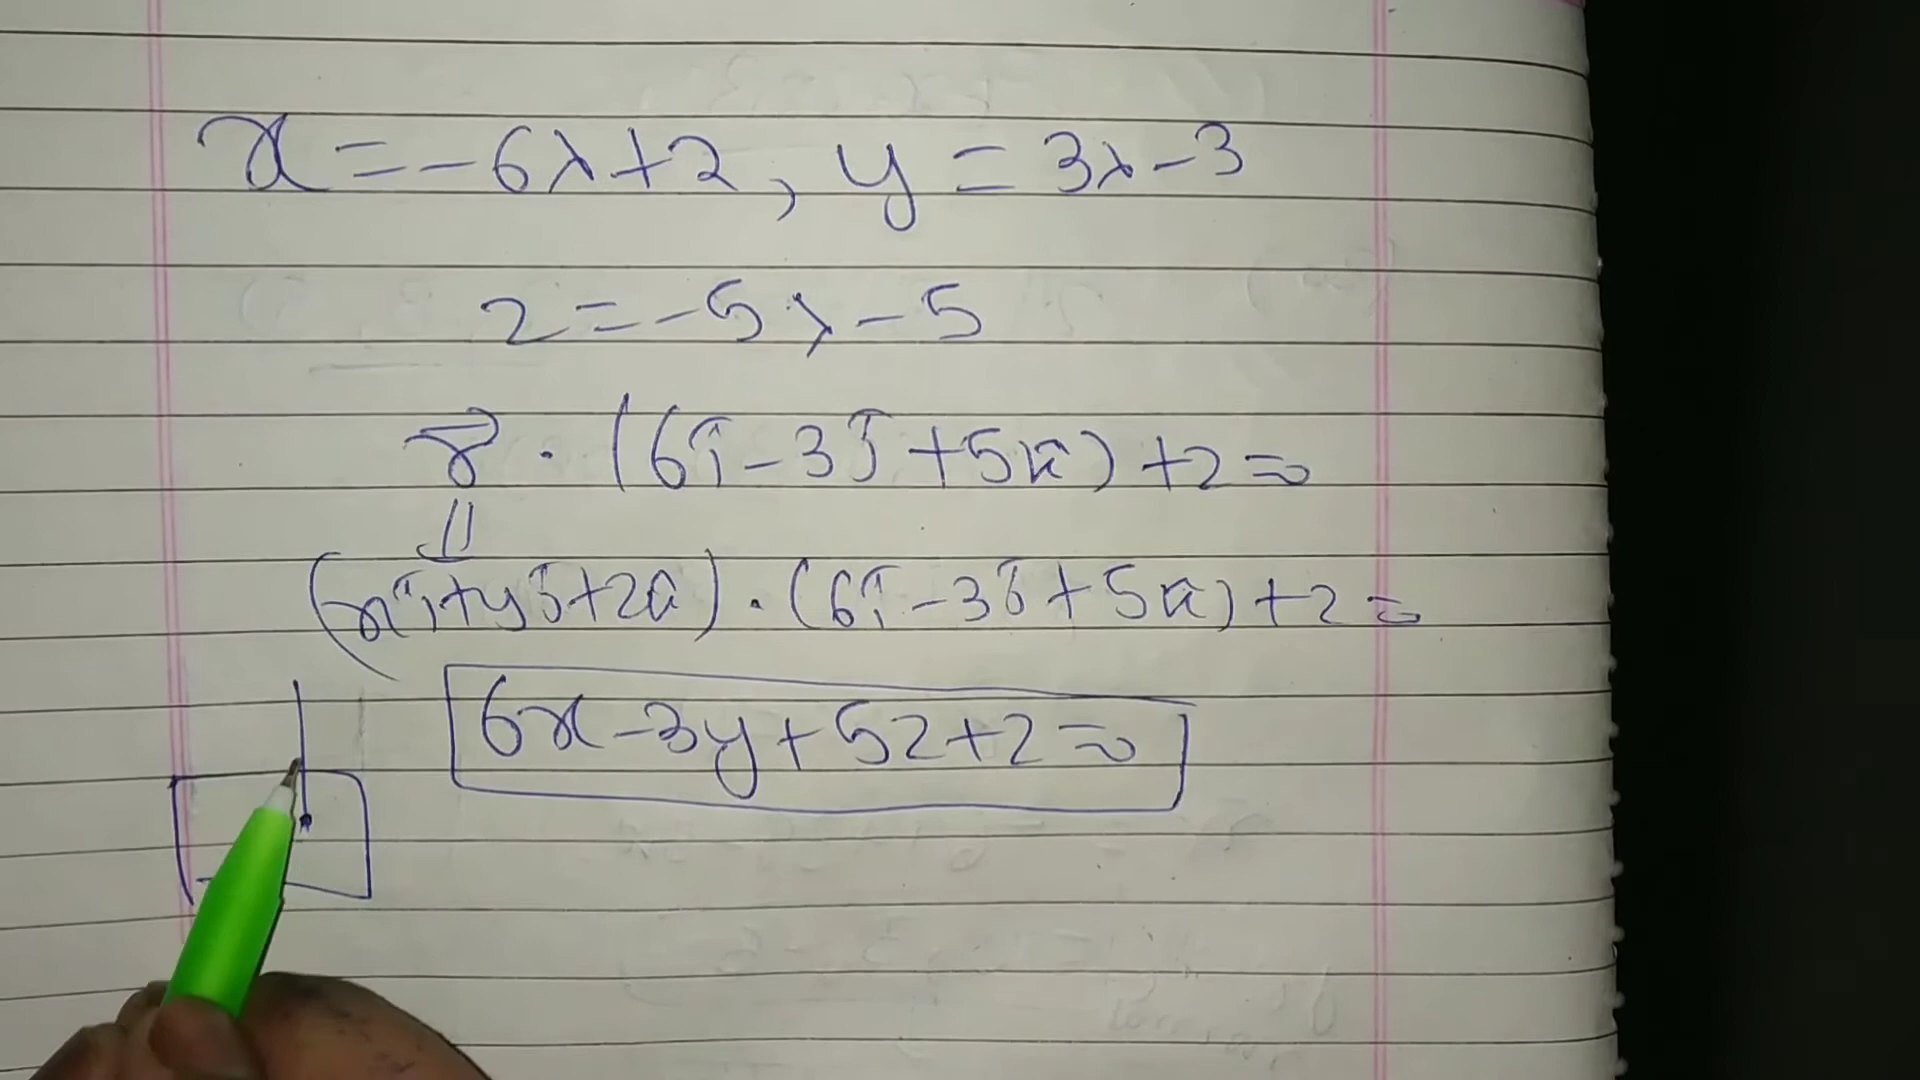 x = -6λ+2, y = 3λ-3
z = -5λ-5
r⃗ · (6î - 3ĵ + 5k̂) + 2 = 0
(xî + yĵ + zk̂) · (6î - 3ĵ + 5k̂) + 2 = 0
6x - 3y + 5z + 2 = 0